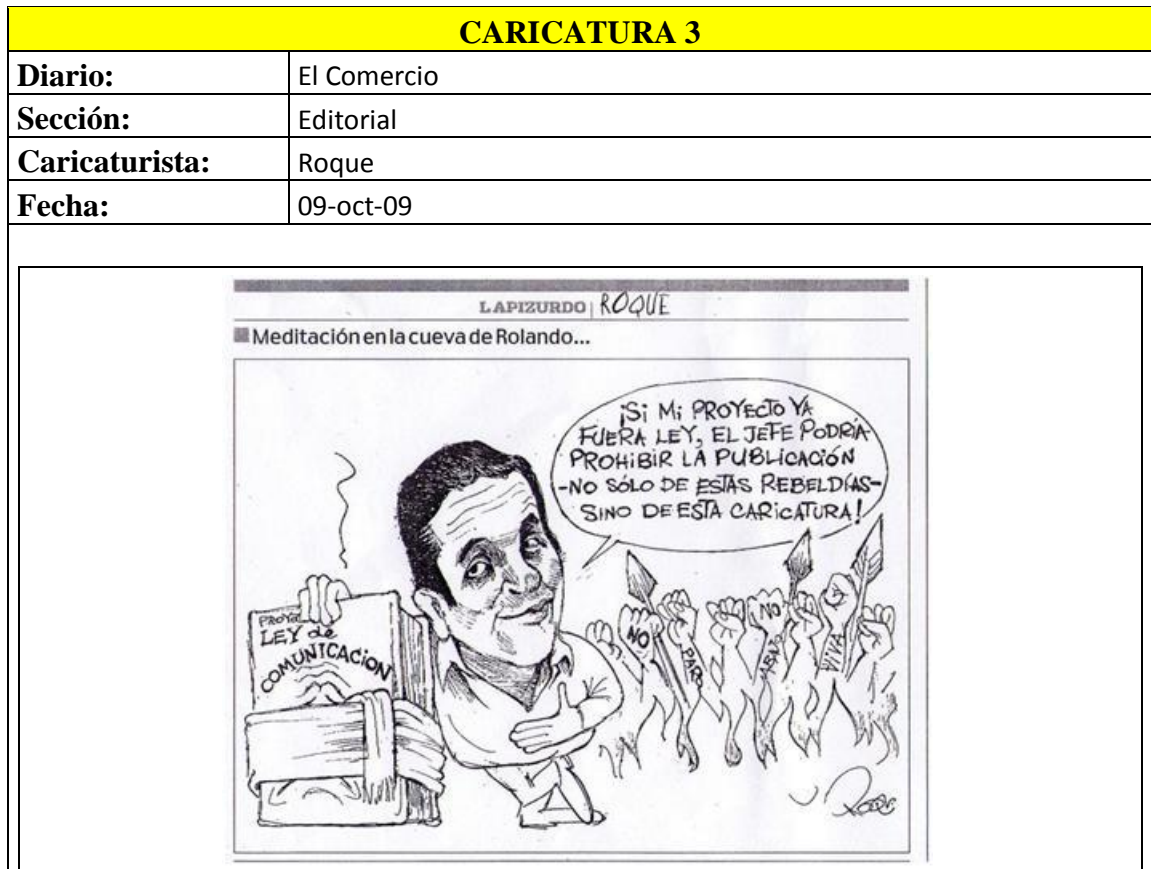 CARICATURA 3
Diario: El Comercio
Sección: Editorial
Caricaturista: Roque
Fecha: 09-oct-09
LAPIZURDO | ROQUE
Meditación en la cueva de Rolando...
¡Si Mi PROYECTO YA
FUERA LEY, EL JEFE PODRÍA
PROHIBIR LA PUBLICACIÓN
-NO SÓLO DE ESTAS REBELDÍAS-
SINO DE ESTA CARICATURA!
LEY de
COMUNICACION
NO
PARO
ABAJO
NO
VIVA